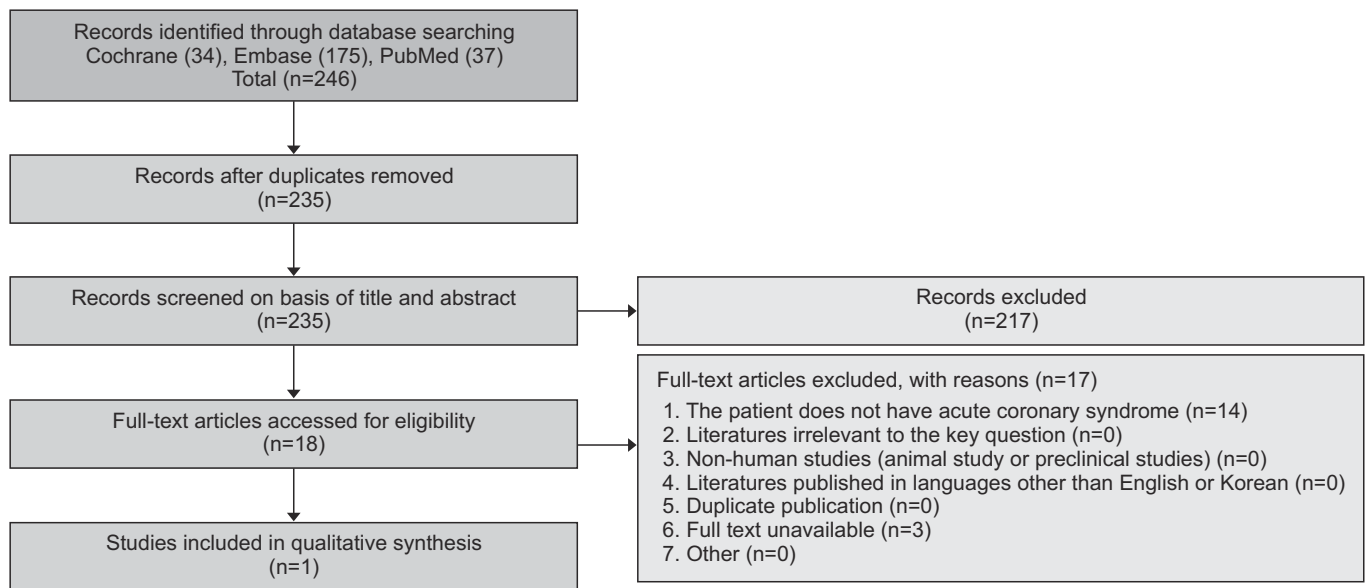 Records identified through database searching
Cochrane (34), Embase (175), PubMed (37)
Total (n=246)
Records after duplicates removed
(n=235)
Records screened on basis of title and abstract
(n=235)
Records excluded
(n=217)
Full-text articles accessed for eligibility
(n=18)
Full-text articles excluded, with reasons (n=17)
1. The patient does not have acute coronary syndrome (n=14)
2. Literatures irrelevant to the key question (n=0)
3. Non-human studies (animal study or preclinical studies) (n=0)
4. Literatures published in languages other than English or Korean (n=0)
5. Duplicate publication (n=0)
6. Full text unavailable (n=3)
7. Other (n=0)
Studies included in qualitative synthesis
(n=1)